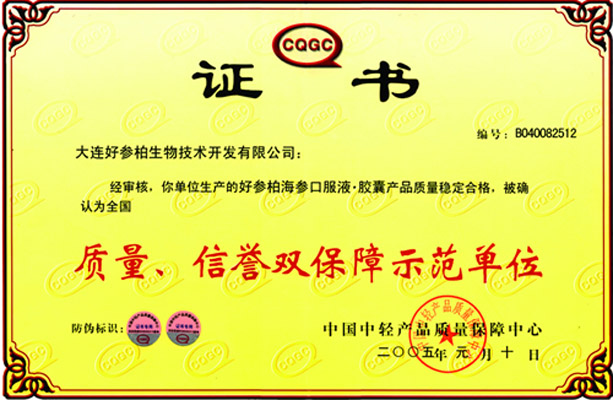 CQGC
证书
编号：B040082512
大连好参柏生物技术开发有限公司：
经审核，你单位生产的好参柏海参口服液·胶囊产品质量稳定合格，被确
认为全国
质量、信誉双保障示范单位
防伪标识：
中国中轻产品质量保障中心
二〇〇五年元月十日